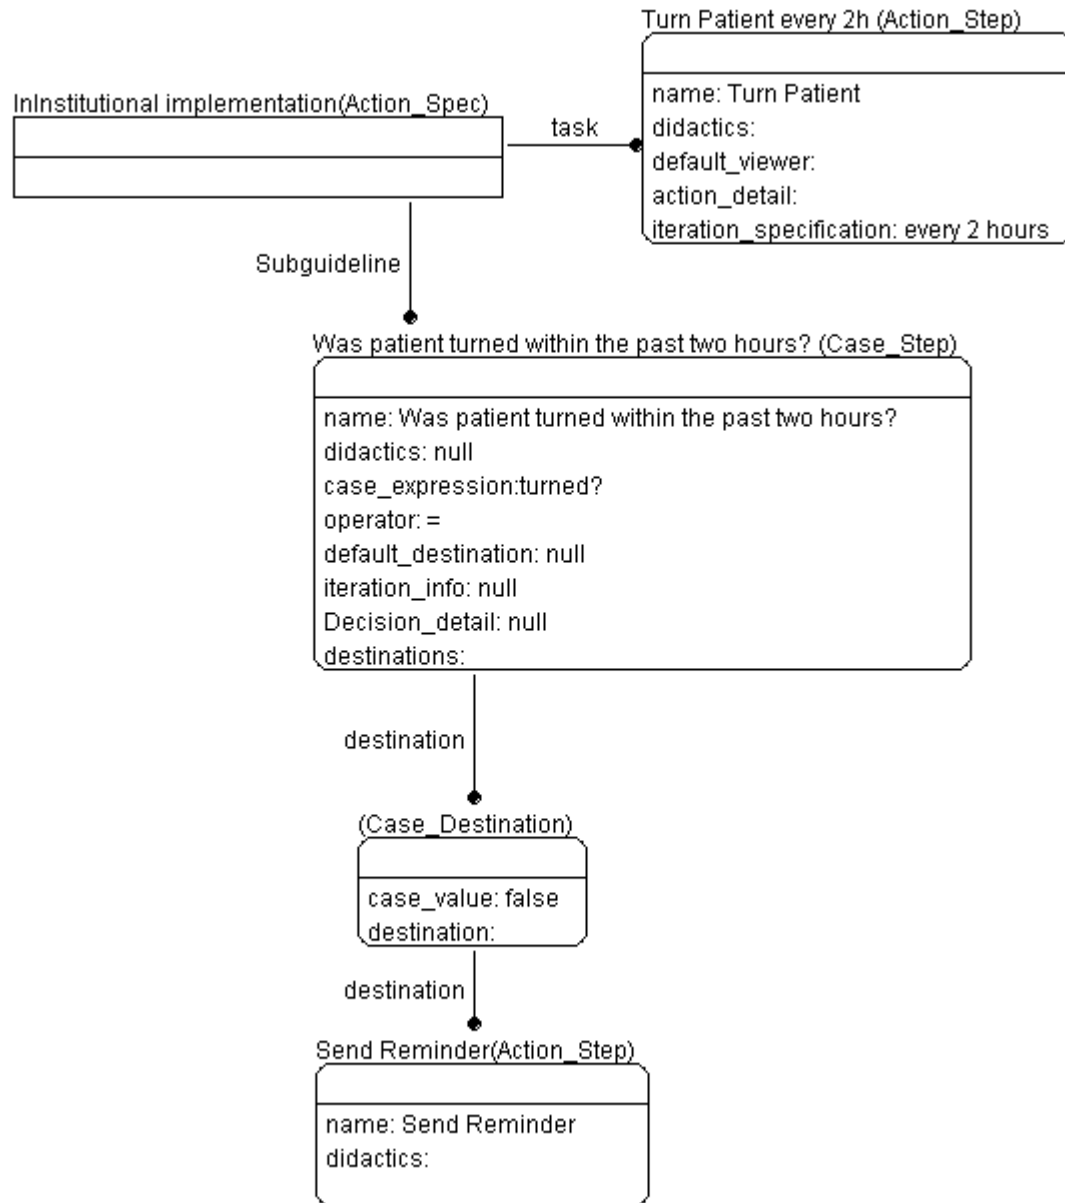 Turn Patient every 2h (Action_Step)
name: Turn Patient
didactics:
default_viewer:
action_detail:
iteration_specification: every 2 hours
InInstitutional implementation(Action_Spec)
task
Subguideline
Was patient turned within the past two hours? (Case_Step)
name: Was patient turned within the past two hours?
didactics: null
case_expression:turned?
operator: =
default_destination: null
iteration_info: null
Decision_detail: null
destinations:
destination
(Case_Destination)
case_value: false
destination:
destination
Send Reminder(Action_Step)
name: Send Reminder
didactics: